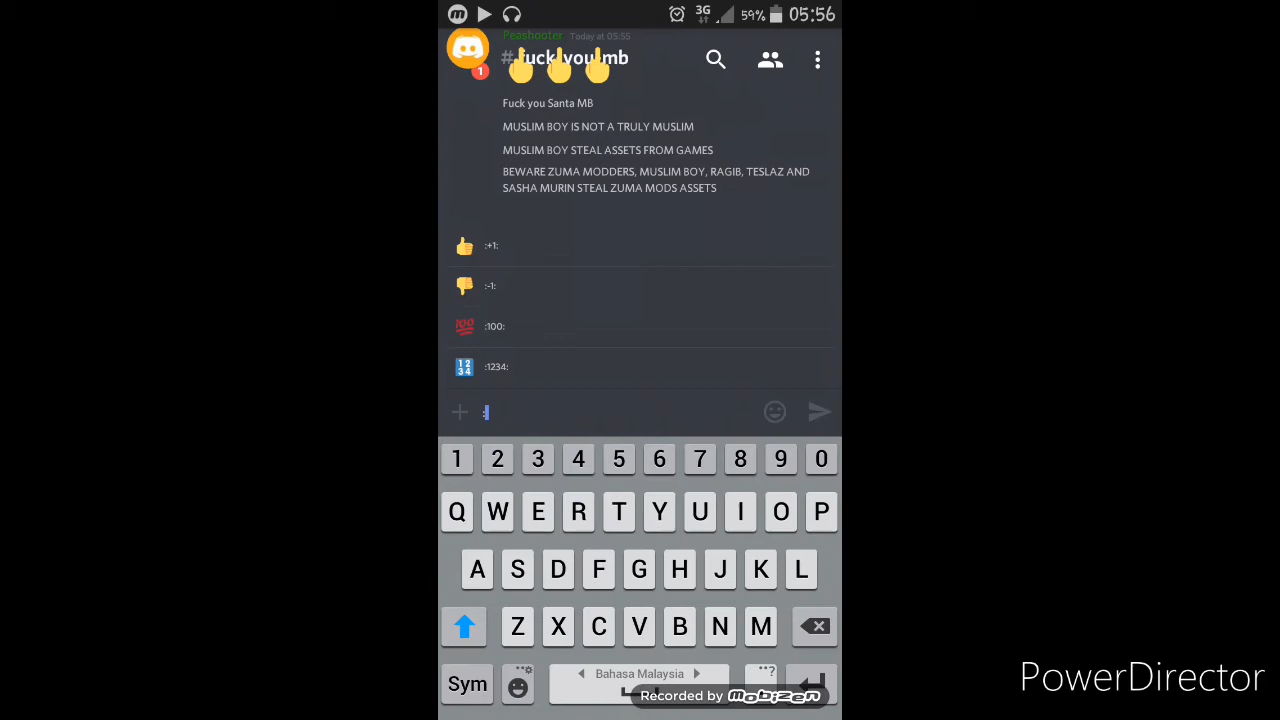 3G 59% 05:56
Peashooter Today at 05:55
# fuck-you-mb
1
Fuck you Santa MB
MUSLIM BOY IS NOT A TRULY MUSLIM
MUSLIM BOY STEAL ASSETS FROM GAMES
BEWARE ZUMA MODDERS, MUSLIM BOY, RAGIB, TESLAZ AND
SASHA MURIN STEAL ZUMA MODS ASSETS
:+1:
:-1:
:100:
:1234:
:
1 2 3 4 5 6 7 8 9 0
Q W E R T Y U I O P
A S D F G H J K L
Z X C V B N M
Sym Bahasa Malaysia
Recorded by mobizen
PowerDirector